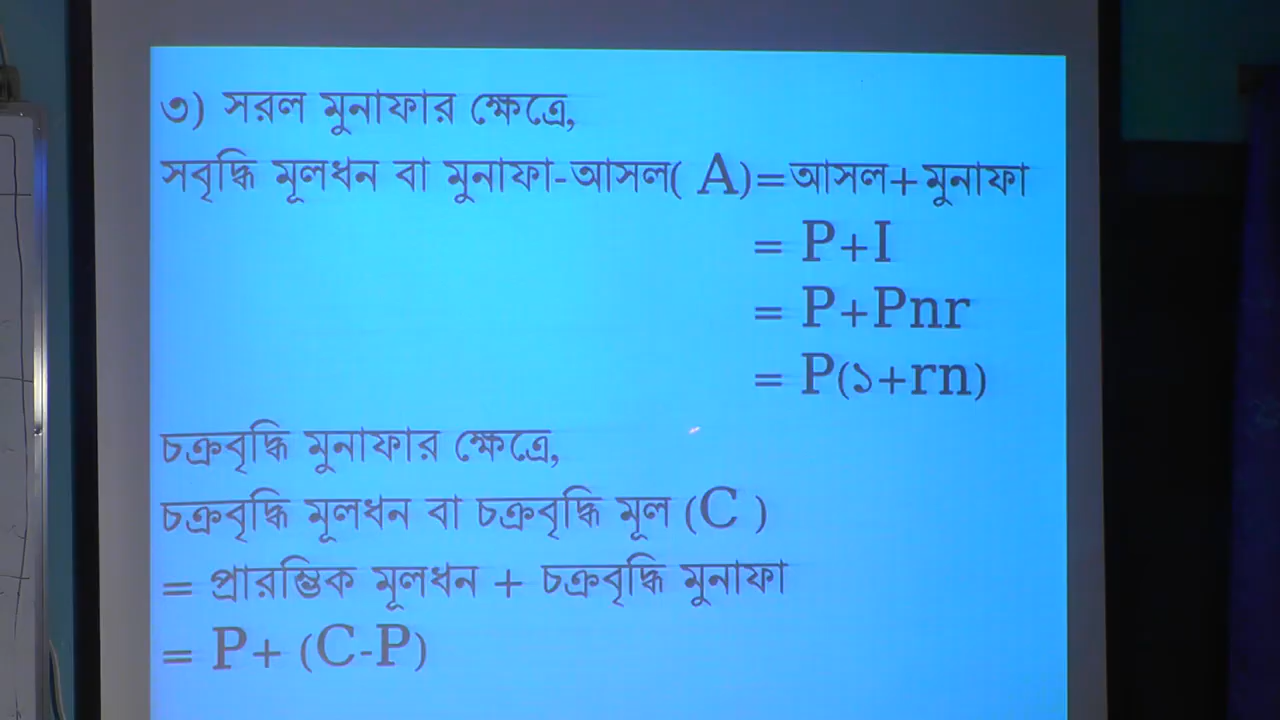 ৩) সরল মুনাফার ক্ষেত্রে,
সবৃদ্ধি মূলধন বা মুনাফা-আসল( A)=আসল+মুনাফা
= P+I
= P+Pnr
= P(১+rn)
চক্রবৃদ্ধি মুনাফার ক্ষেত্রে,
চক্রবৃদ্ধি মূলধন বা চক্রবৃদ্ধি মূল (C )
= প্রারম্ভিক মূলধন + চক্রবৃদ্ধি মুনাফা
= P+ (C-P)